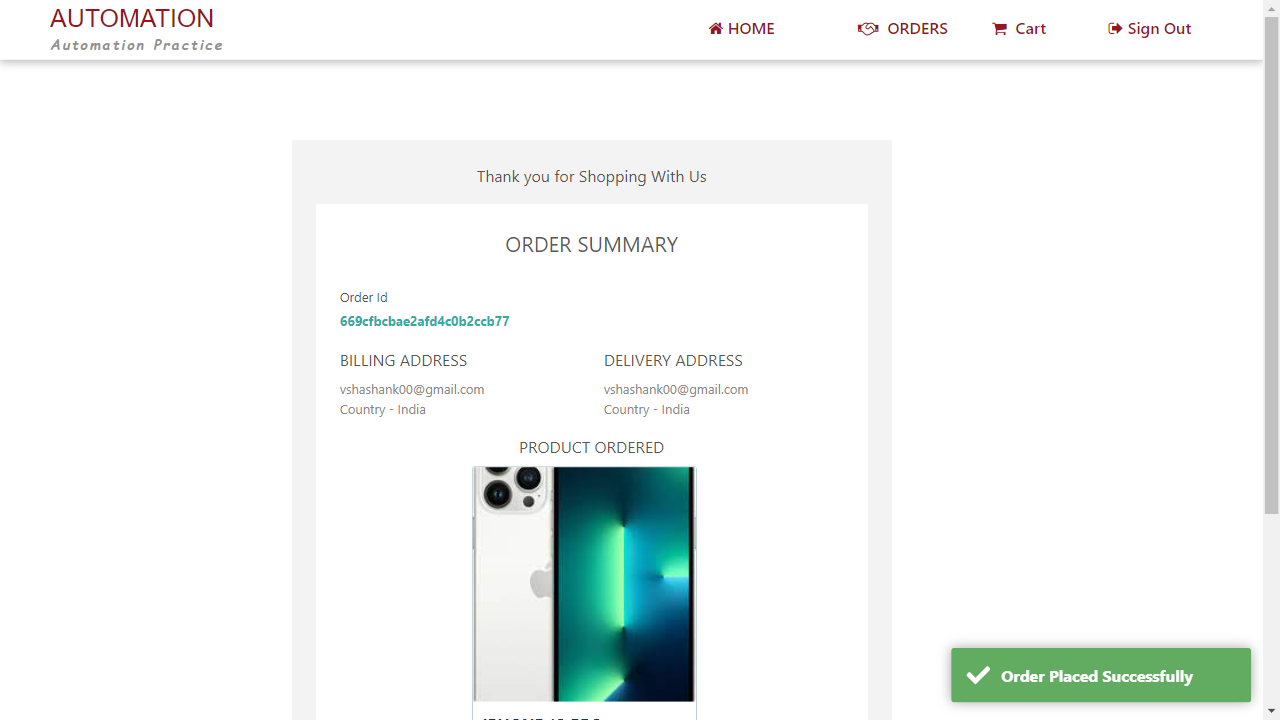 AUTOMATION
Automation Practice
HOME
ORDERS
Cart
Sign Out
Thank you for Shopping With Us
ORDER SUMMARY
Order Id
669cfbcbae2afd4c0b2ccb77
BILLING ADDRESS
DELIVERY ADDRESS
vshashank00@gmail.com
vshashank00@gmail.com
Country - India
Country - India
PRODUCT ORDERED
Order Placed Successfully